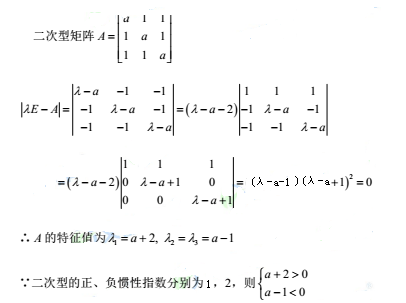 二次型矩阵 A = |a 1 1; 1 a 1; 1 1 a|
|λE − A| = |λ−a −1 −1; −1 λ−a −1; −1 −1 λ−a| = (λ−a−2)|1 1 1; −1 λ−a −1; −1 −1 λ−a|
= (λ−a−2)|1 1 1; 0 λ−a+1 0; 0 0 λ−a+1| = (λ-a-1)(λ-a+1)² = 0
∴ A 的特征值为 λ₁ = a+2, λ₂ = λ₃ = a−1
∵二次型的正、负惯性指数分别为1，2，则 {a+2>0; a−1<0